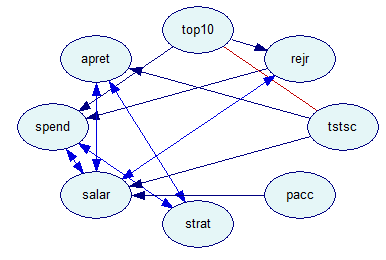 top10
apret
rejr
spend
tstsc
salar
pacc
strat